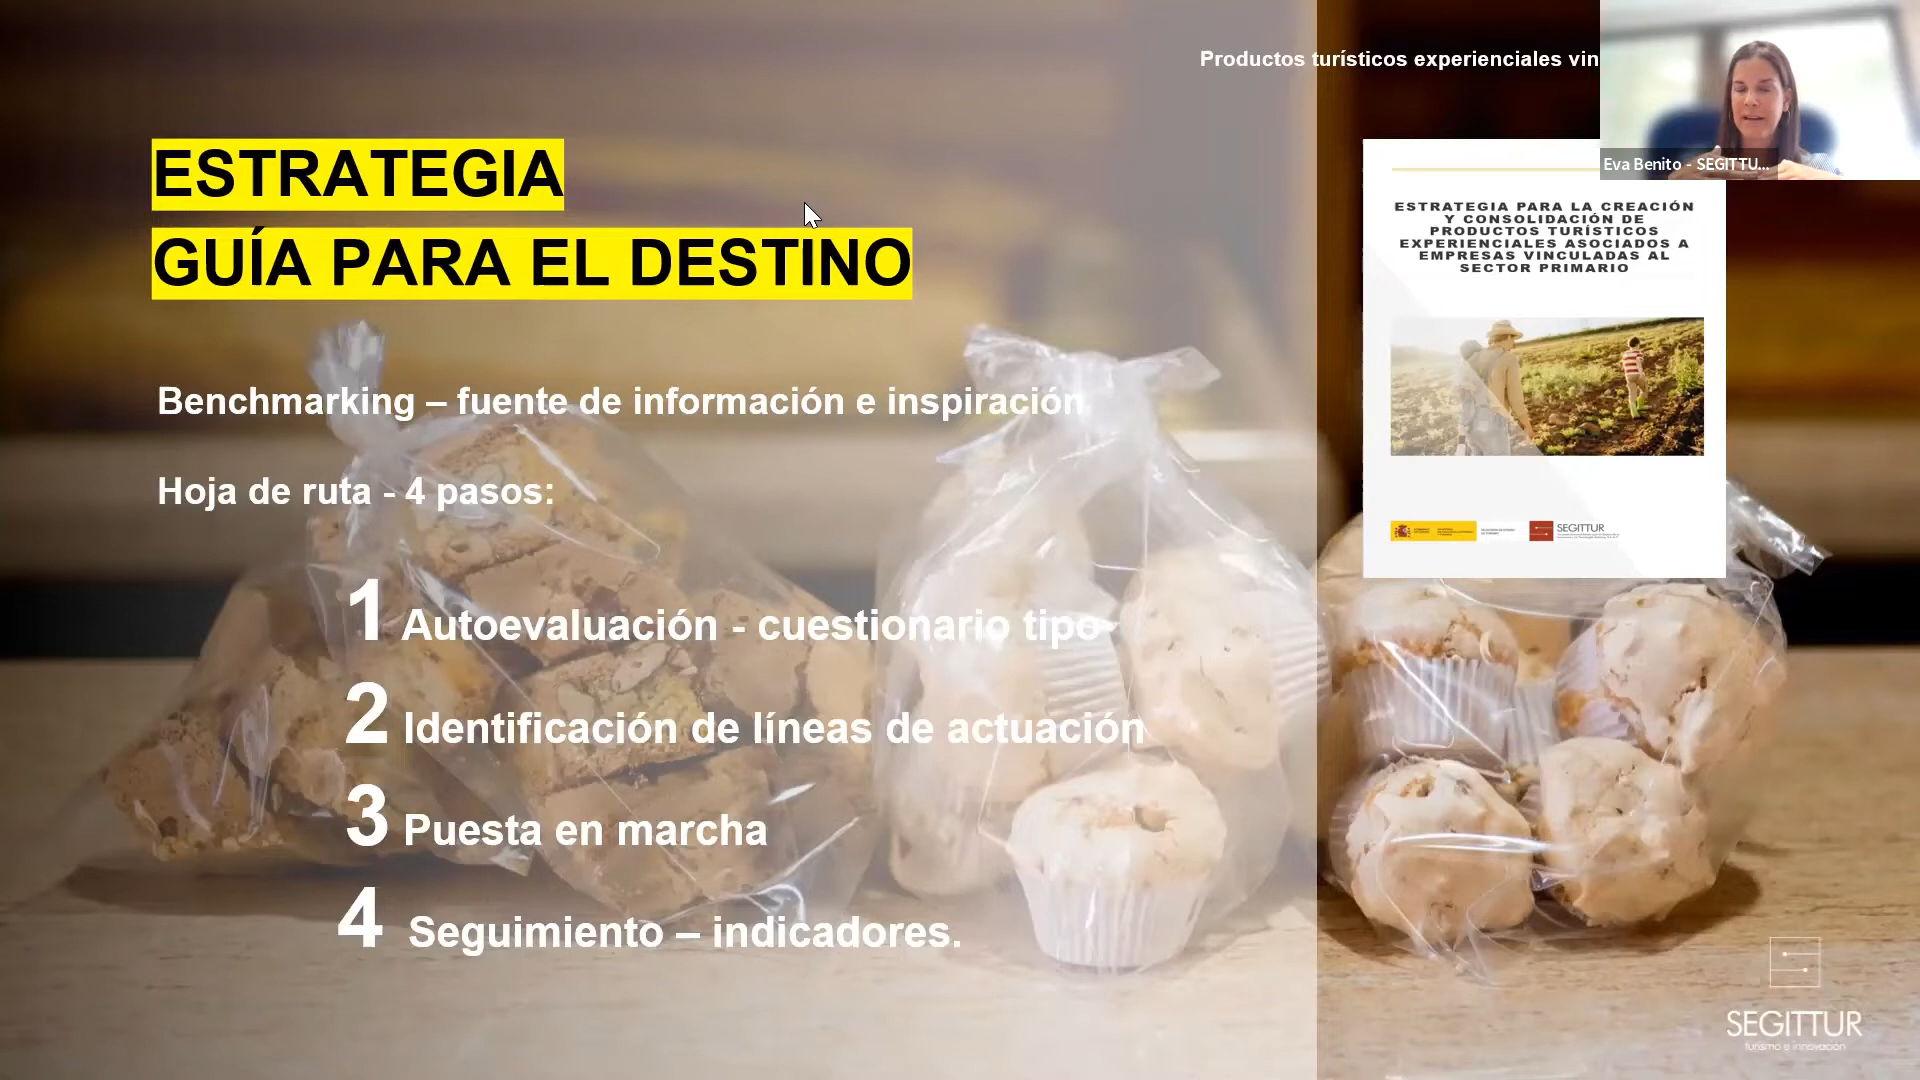 Productos turísticos experienciales vin
Eva Benito - SEGITTU...
ESTRATEGIA
GUÍA PARA EL DESTINO
Benchmarking – fuente de información e inspiración
Hoja de ruta - 4 pasos:
1 Autoevaluación - cuestionario tipo
2 Identificación de líneas de actuación
3 Puesta en marcha
4 Seguimiento – indicadores.
ESTRATEGIA PARA LA CREACIÓN
Y CONSOLIDACIÓN DE
PRODUCTOS TURÍSTICOS
EXPERIENCIALES ASOCIADOS A
EMPRESAS VINCULADAS AL
SECTOR PRIMARIO
SEGITTUR
SEGITTUR
turismo e innovación